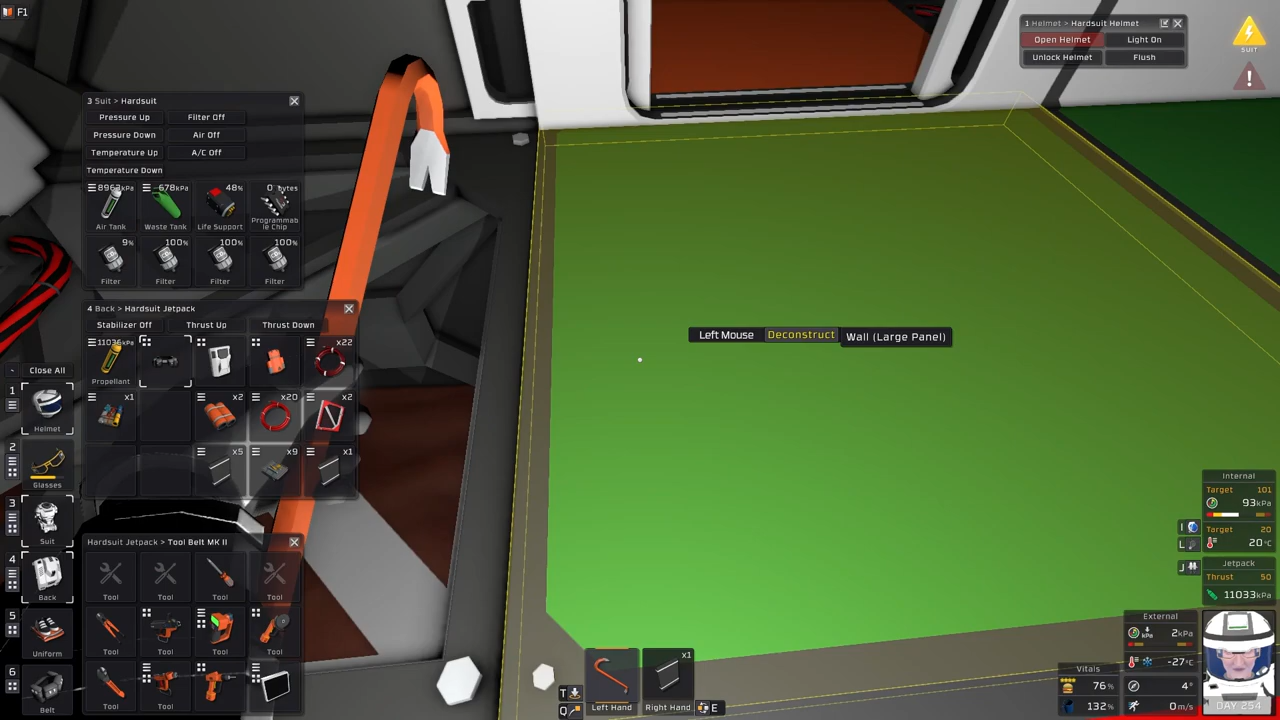 F1
1 Helmet > Hardsuit Helmet
Open Helmet Light On
Unlock Helmet Flush
SUIT
3 Suit > Hardsuit
Pressure Up Filter Off
Pressure Down Air Off
Temperature Up A/C Off
Temperature Down
678kPa 48% 0 bytes
Air Tank Waste Tank Life Support Programmab
le Chip
9% 100% 100% 100%
Filter Filter Filter Filter
4 Back > Hardsuit Jetpack
Stabilizer Off Thrust Up Thrust Down
11036kPa x22
Propellant
x1 x2 x20 x2
x5 x9 x1
Close All
1
Helmet
2
Glasses
3
Suit
4
Back
5
Uniform
6
Belt
Hardsuit Jetpack > Tool Belt MK II
Tool Tool Tool Tool
Tool Tool Tool Tool
Tool Tool Tool Tool
Left Mouse Deconstruct Wall (Large Panel)
T
Q
Left Hand
x1
Right Hand
E
Internal
Target 101
93kPa
Target 20
20°C
I
L
J
Jetpack
Thrust 50
11033kPa
External
kPa 2kPa
-27°C
4°
0m/s
Vitals
76%
132%
DAY 254